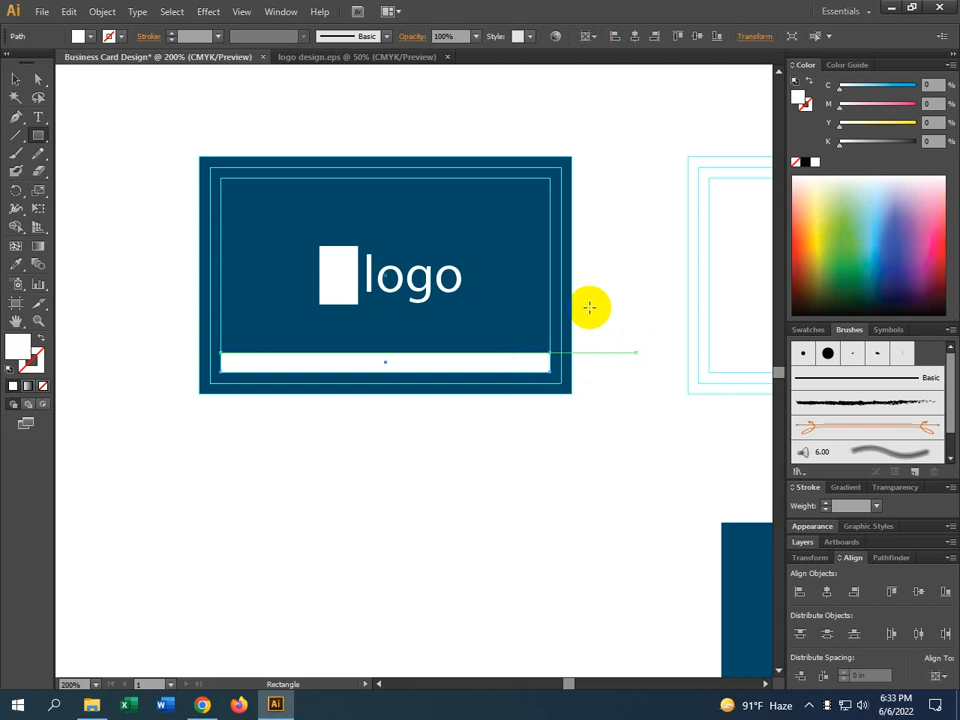 Ai File Edit Object Type Select Effect View Window Help Br Essentials
Path Stroke: Basic Opacity: 100% Style: Transform
Business Card Design* @ 200% (CMYK/Preview) × logo design.eps @ 50% (CMYK/Preview) ×
Color Color Guide
C 0 %
M 0 %
Y 0 %
K 0 %
logo
Swatches Brushes Symbols
Basic
6.00
Stroke Gradient Transparency
Weight:
Appearance Graphic Styles
Layers Artboards
Transform Align Pathfinder
Align Objects:
Distribute Objects:
Distribute Spacing: Align To:
0 in
200% 1 Rectangle
91°F Haze 6:33 PM
6/6/2022